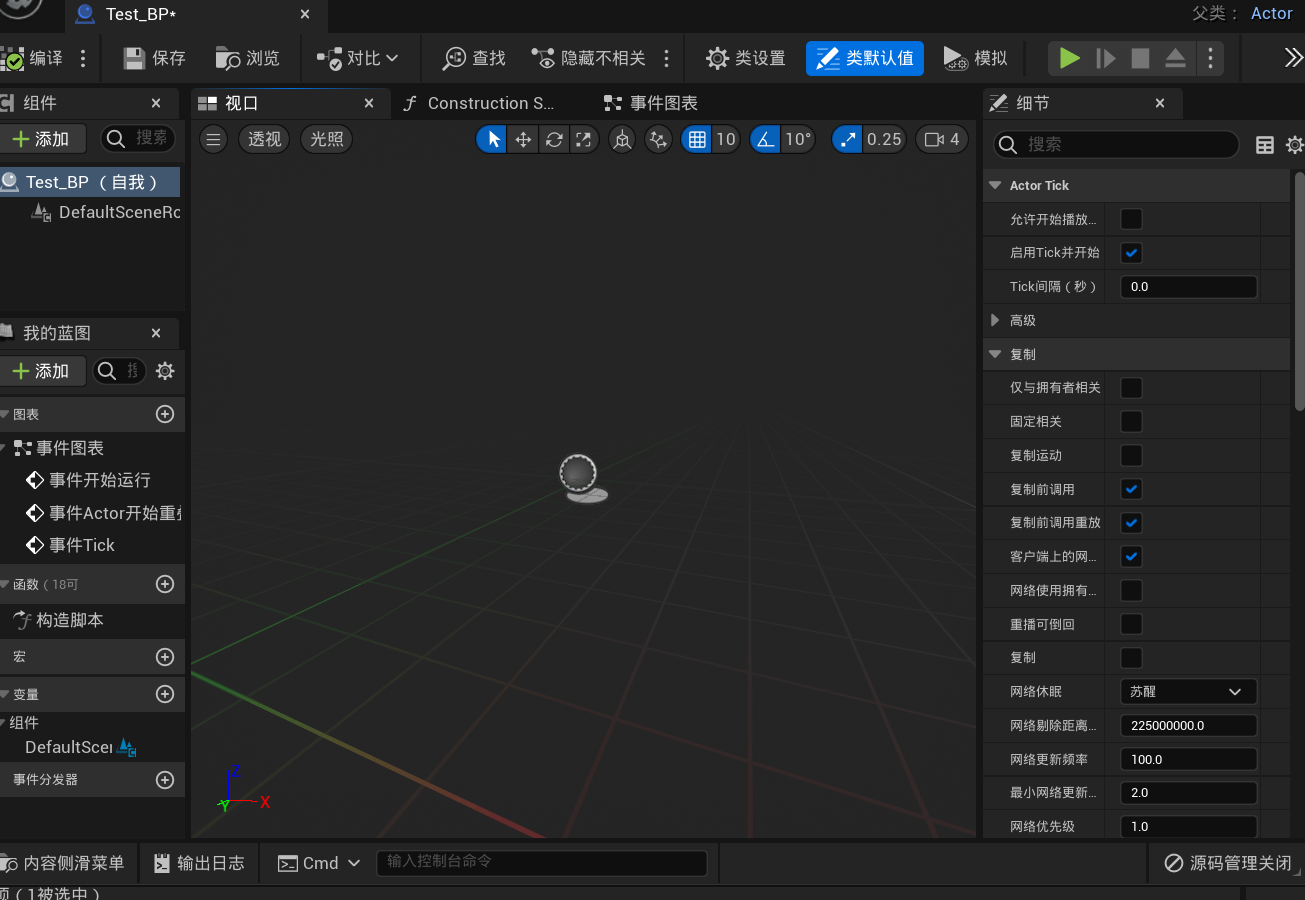 Test_BP*
父类： Actor
编译
保存
浏览
对比
查找
隐藏不相关
类设置
类默认值
模拟
组件
添加
搜索
Test_BP （自我）
DefaultSceneRo
我的蓝图
添加
图表
事件图表
事件开始运行
事件Actor开始重叠
事件Tick
函数（18可
构造脚本
宏
变量
组件
DefaultScen
事件分发器
视口
Construction S...
事件图表
透视
光照
10
10°
0.25
4
Z
Y
X
细节
搜索
Actor Tick
允许开始播放...
启用Tick并开始
Tick间隔（秒） 0.0
高级
复制
仅与拥有者相关
固定相关
复制运动
复制前调用
复制前调用重放
客户端上的网...
网络使用拥有...
重播可倒回
复制
网络休眠 苏醒
网络剔除距离... 225000000.0
网络更新频率 100.0
最小网络更新... 2.0
网络优先级 1.0
内容侧滑菜单
输出日志
Cmd
输入控制台命令
源码管理关闭
项（1被选中）